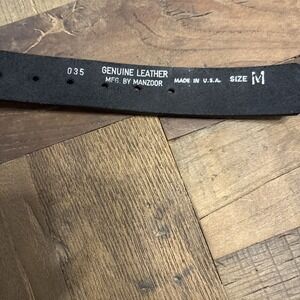 035 GENUINE LEATHER
MFG. BY MANZOOR MADE IN U.S.A. SIZE M